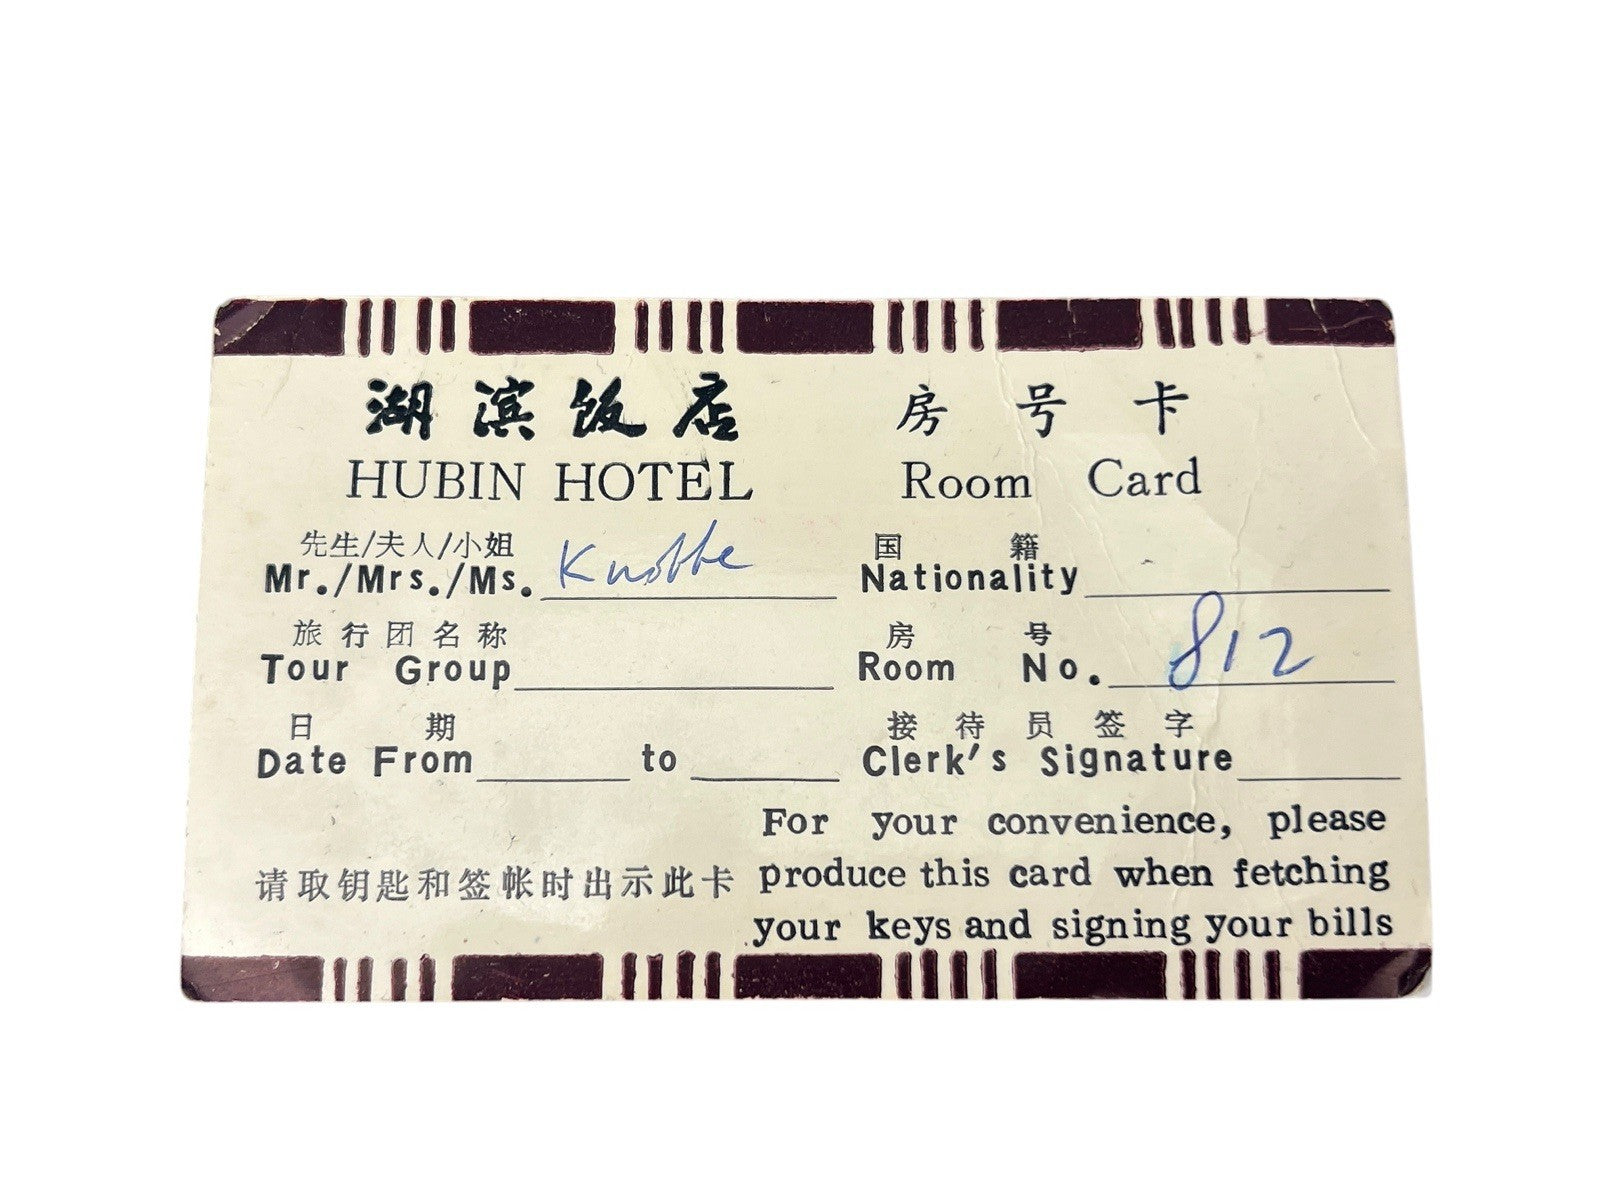 湖滨饭店 房号卡
HUBIN HOTEL Room Card
先生/夫人/小姐 国籍
Mr./Mrs./Ms. Knobbe Nationality
旅行团名称 房号
Tour Group Room No. 812
日期 接待员签字
Date From to Clerk's Signature
请取钥匙和签帐时出示此卡
For your convenience, please
produce this card when fetching
your keys and signing your bills